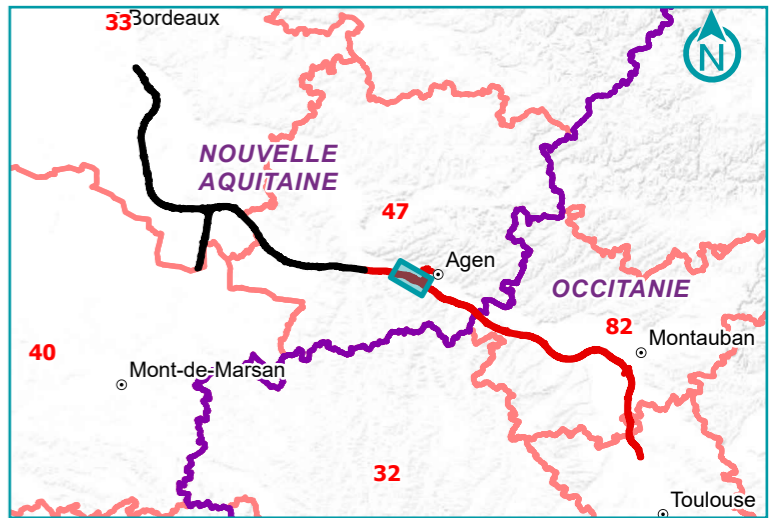 33
Bordeaux
N
NOUVELLE
AQUITAINE
47
Agen
OCCITANIE
82
Montauban
40
Mont-de-Marsan
32
Toulouse